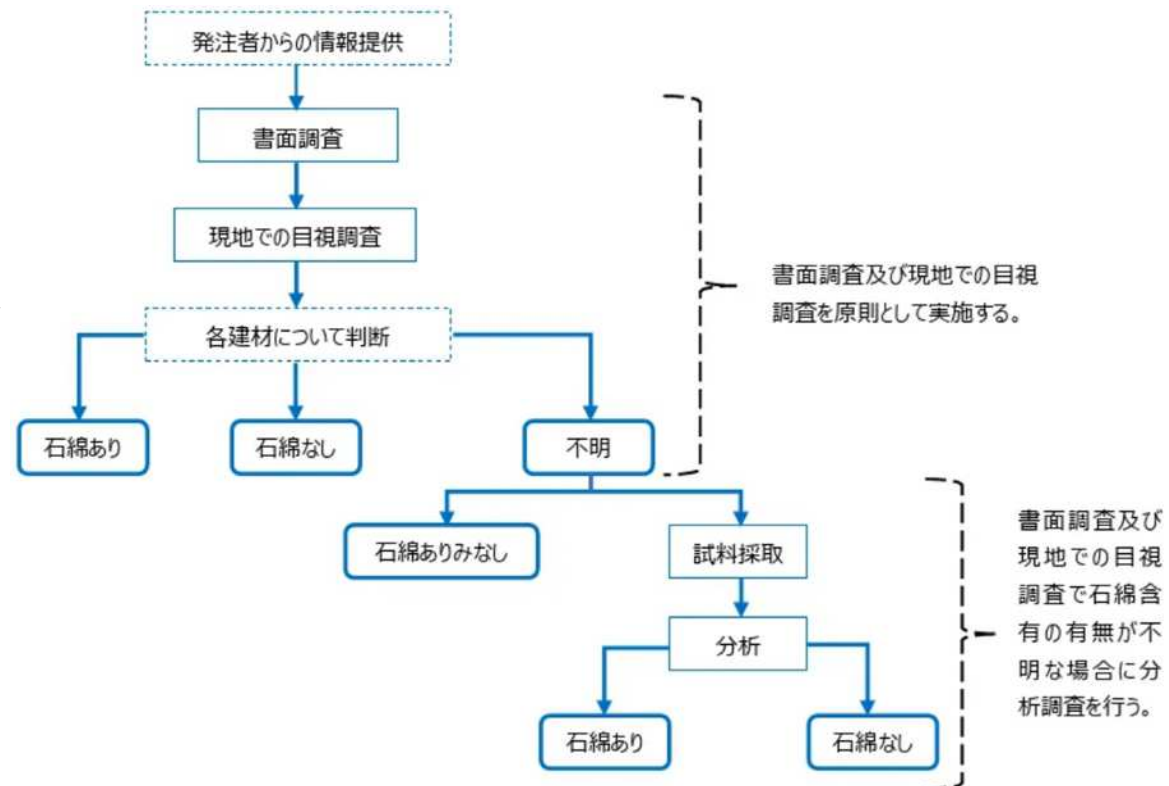 発注者からの情報提供
書面調査
現地での目視調査
書面調査及び現地での目視
調査を原則として実施する。
各建材について判断
石綿あり
石綿なし
不明
石綿ありみなし
試料採取
分析
石綿あり
石綿なし
書面調査及び
現地での目視
調査で石綿含
有の有無が不
明な場合に分
析調査を行う。